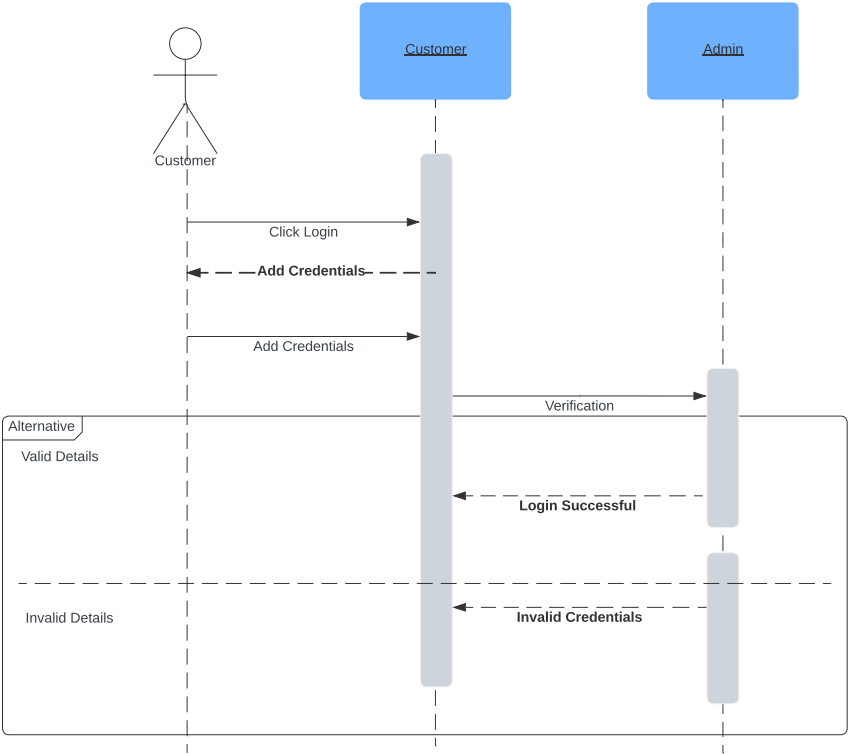 Customer
Admin
Customer
Click Login
Add Credentials
Add Credentials
Verification
Alternative
Valid Details
Login Successful
Invalid Credentials
Invalid Details